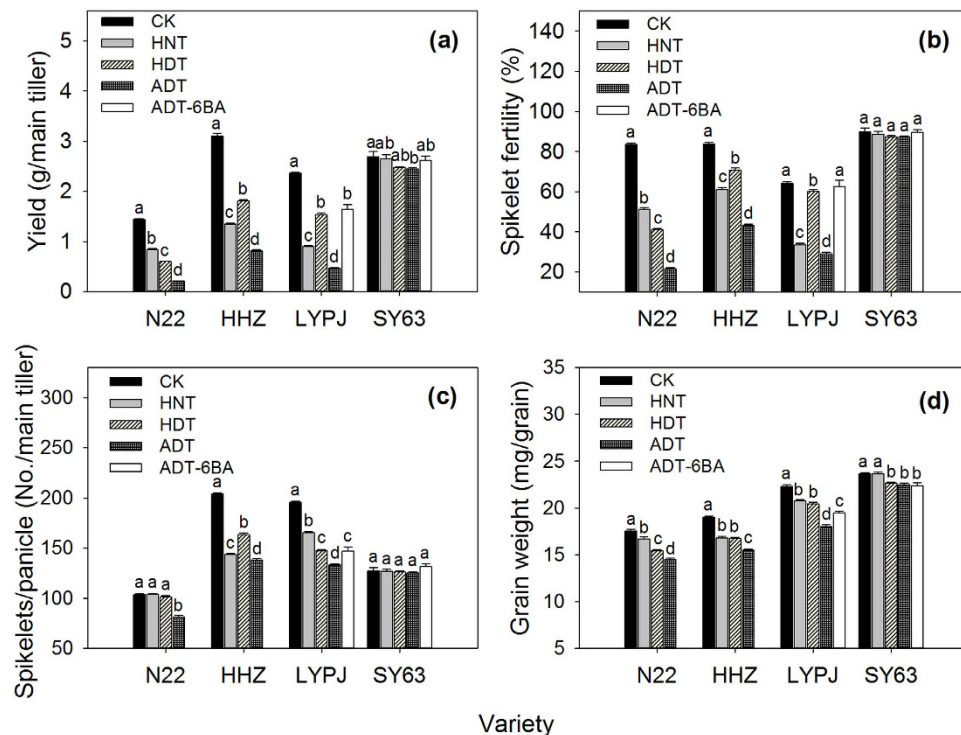 (a)
CK
HNT
HDT
ADT
ADT-6BA
Yield (g/main tiller)
5
4
3
2
1
0
a b c d
a c b d
a c b d b
a ab ab b ab
N22 HHZ LYPJ SY63
(b)
CK
HNT
HDT
ADT
ADT-6BA
Spikelet fertility (%)
140
120
100
80
60
40
20
a b c d
a c b d
a c b d a
a a a a a
N22 HHZ LYPJ SY63
(c)
CK
HNT
HDT
ADT
ADT-6BA
Spikelets/panicle (No./main tiller)
300
250
200
150
100
50
a a a b
a c b c
a b c d c
a a a a a
N22 HHZ LYPJ SY63
(d)
CK
HNT
HDT
ADT
ADT-6BA
Grain weight (mg/grain)
35
30
25
20
15
10
5
a b c d
a b b c
a b b d c
a a b b b
N22 HHZ LYPJ SY63
Variety